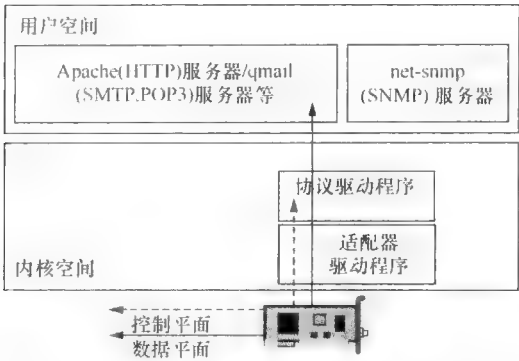 用户空间
Apache(HTTP)服务器/qmail
(SMTP,POP3)服务器等
net-snmp
(SNMP) 服务器
协议驱动程序
适配器
驱动程序
内核空间
控制平面
数据平面